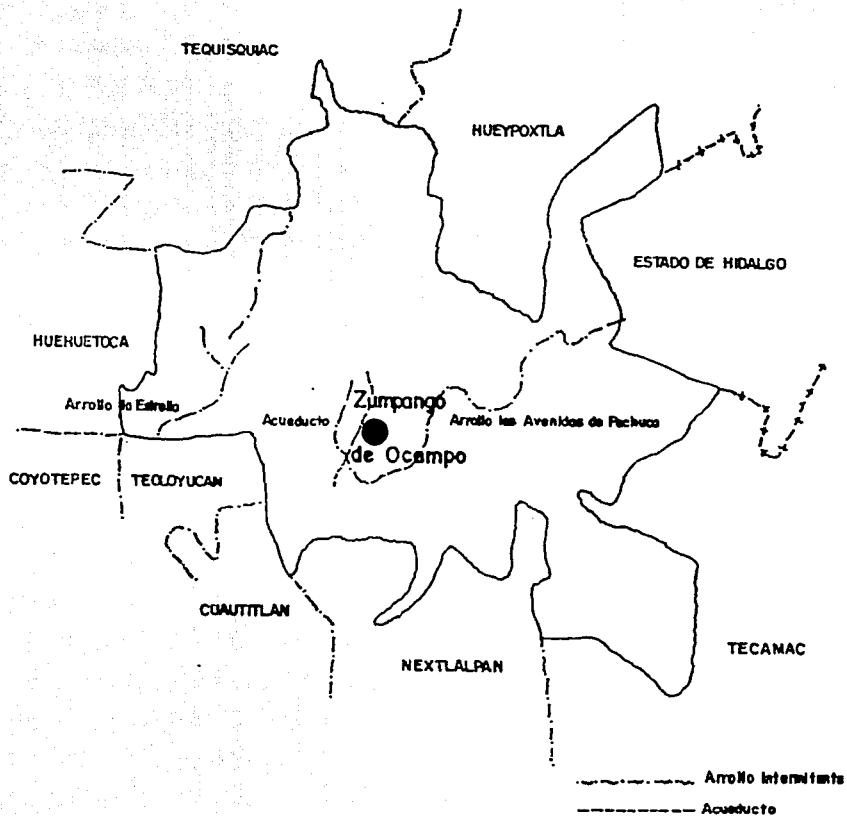 TEQUISQUIAC
HUEYPOXTLA
ESTADO DE HIDALGO
HUEHUETOCA
Arrollo la Estrella
Acueducto
Zumpango
de Ocampo
Arrollo las Avenidas de Pachuca
COYOTEPEC
TEOLOYUCAN
CUAUTITLAN
NEXTLALPAN
TECAMAC
Arrollo Intermitente
Acueducto